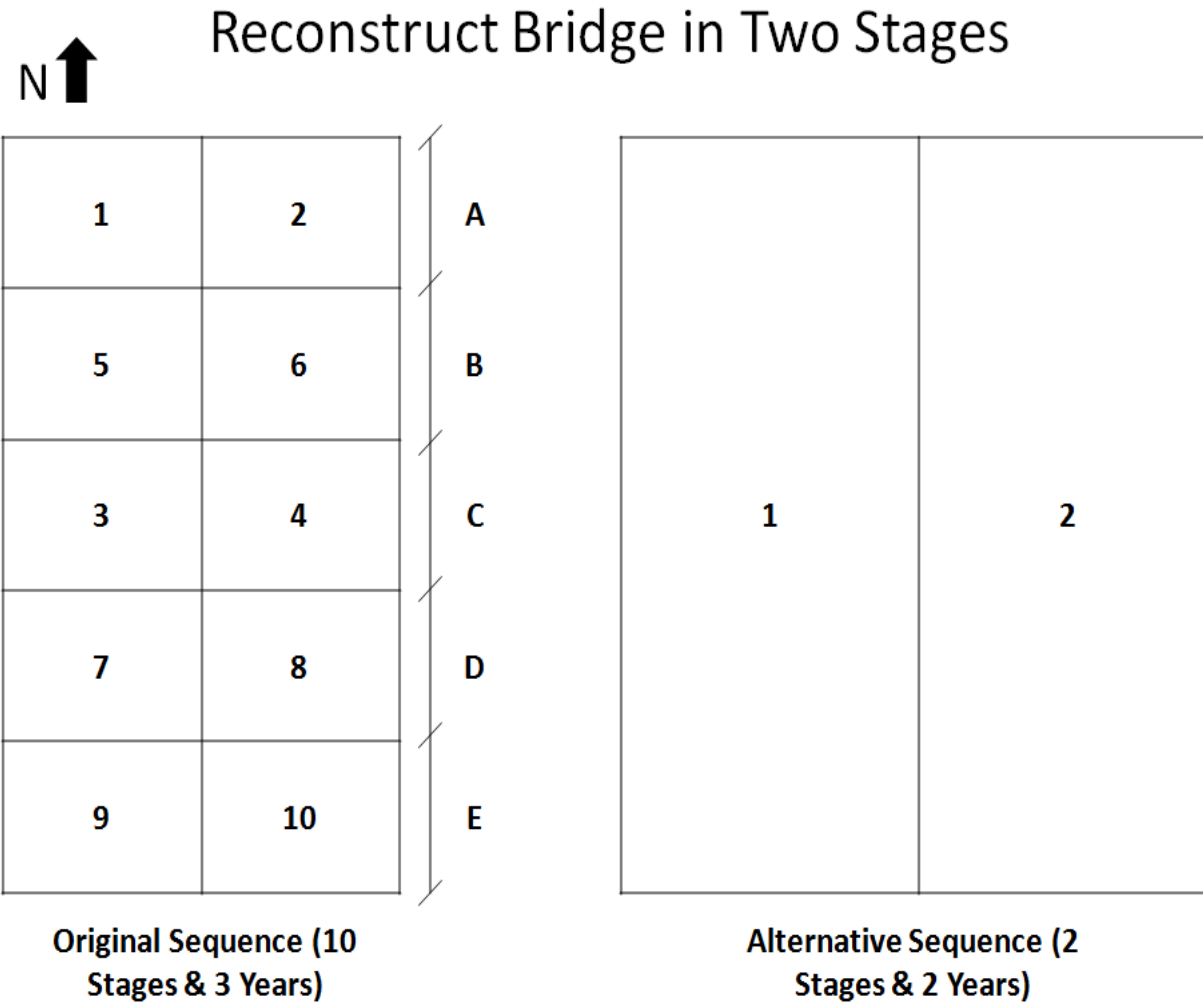 Reconstruct Bridge in Two Stages
N
1 2 A
5 6 B
3 4 C
7 8 D
9 10 E
1 2
Original Sequence (10
Stages & 3 Years)
Alternative Sequence (2
Stages & 2 Years)